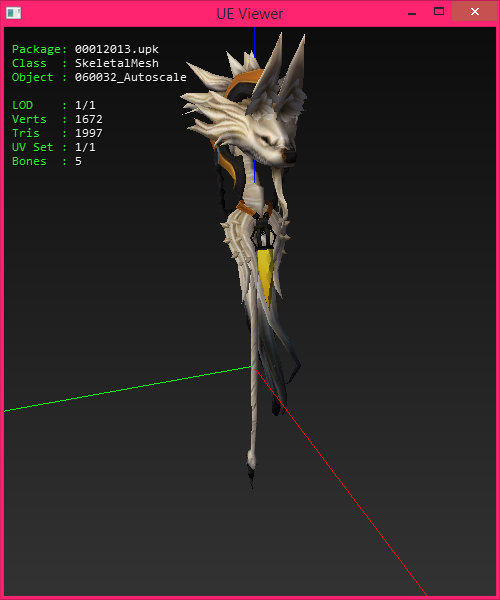 UE Viewer
Package: 00012013.upk
Class  : SkeletalMesh
Object : 060032_Autoscale
LOD    : 1/1
Verts  : 1672
Tris   : 1997
UV Set : 1/1
Bones  : 5